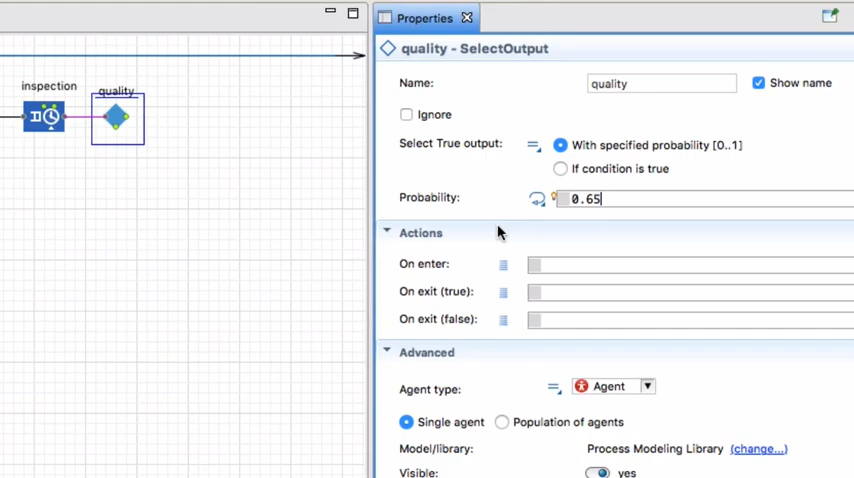 Properties
inspection
quality
quality - SelectOutput
Name: quality Show name
Ignore
Select True output: With specified probability [0..1]
If condition is true
Probability: 0.65
Actions
On enter:
On exit (true):
On exit (false):
Advanced
Agent type: Agent
Single agent Population of agents
Model/library: Process Modeling Library (change...)
Visible: yes